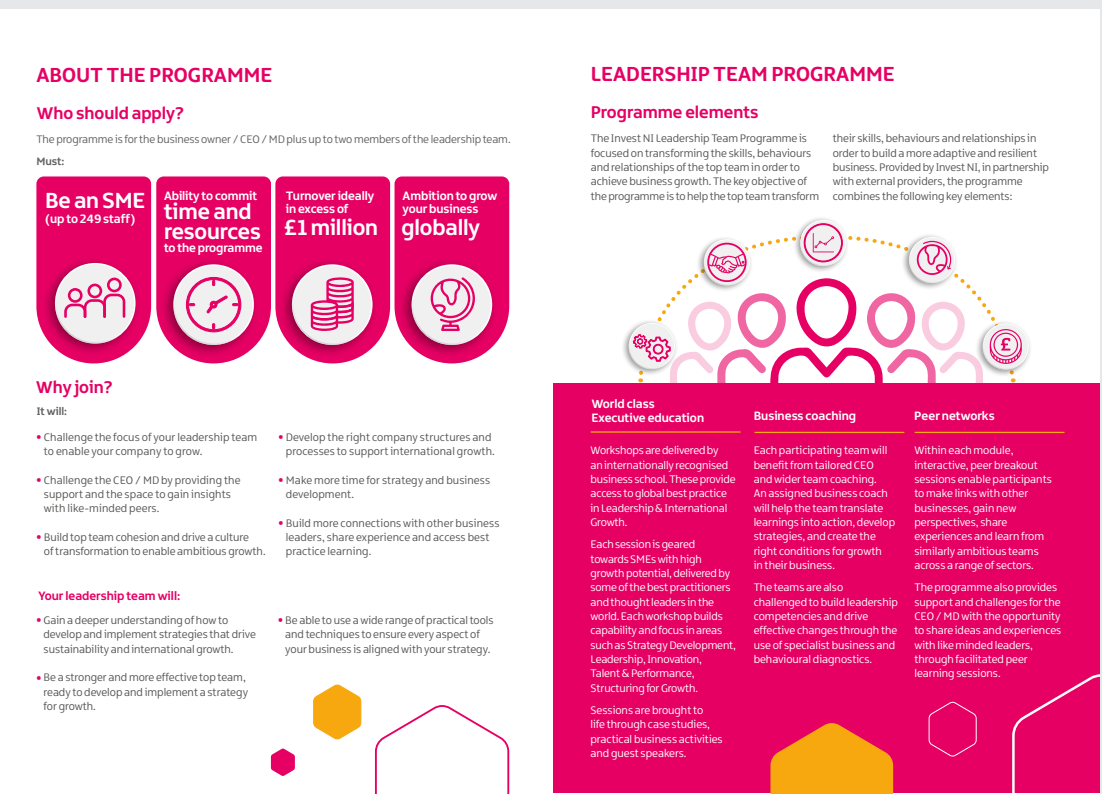 ABOUT THE PROGRAMME
Who should apply?
The programme is for the business owner / CEO / MD plus up to two members of the leadership team.
Must:
Be an SME
(up to 249 staff)
Ability to commit
time and
resources
to the programme
Turnover ideally
in excess of
£1 million
Ambition to grow
your business
globally
Why join?
It will:
• Challenge the focus of your leadership team
to enable your company to grow.
• Challenge the CEO / MD by providing the
support and the space to gain insights
with like-minded peers.
• Build top team cohesion and drive a culture
of transformation to enable ambitious growth.
• Develop the right company structures and
processes to support international growth.
• Make more time for strategy and business
development.
• Build more connections with other business
leaders, share experience and access best
practice learning.
Your leadership team will:
• Gain a deeper understanding of how to
develop and implement strategies that drive
sustainability and international growth.
• Be a stronger and more effective top team,
ready to develop and implement a strategy
for growth.
• Be able to use a wide range of practical tools
and techniques to ensure every aspect of
your business is aligned with your strategy.
LEADERSHIP TEAM PROGRAMME
Programme elements
The Invest NI Leadership Team Programme is
focused on transforming the skills, behaviours
and relationships of the top team in order to
achieve business growth. The key objective of
the programme is to help the top team transform
their skills, behaviours and relationships in
order to build a more adaptive and resilient
business. Provided by Invest NI, in partnership
with external providers, the programme
combines the following key elements:
£
World class
Executive education
Workshops are delivered by
an internationally recognised
business school. These provide
access to global best practice
in Leadership & International
Growth.
Each session is geared
towards SMEs with high
growth potential, delivered by
some of the best practitioners
and thought leaders in the
world. Each workshop builds
capability and focus in areas
such as Strategy Development,
Leadership, Innovation,
Talent & Performance,
Structuring for Growth.
Sessions are brought to
life through case studies,
practical business activities
and guest speakers.
Business coaching
Each participating team will
benefit from tailored CEO
and wider team coaching.
An assigned business coach
will help the team translate
learnings into action, develop
strategies, and create the
right conditions for growth
in their business.
The teams are also
challenged to build leadership
competencies and drive
effective changes through the
use of specialist business and
behavioural diagnostics.
Peer networks
Within each module,
interactive, peer breakout
sessions enable participants
to make links with other
businesses, gain new
perspectives, share
experiences and learn from
similarly ambitious teams
across a range of sectors.
The programme also provides
support and challenges for the
CEO / MD with the opportunity
to share ideas and experiences
with like minded leaders,
through facilitated peer
learning sessions.